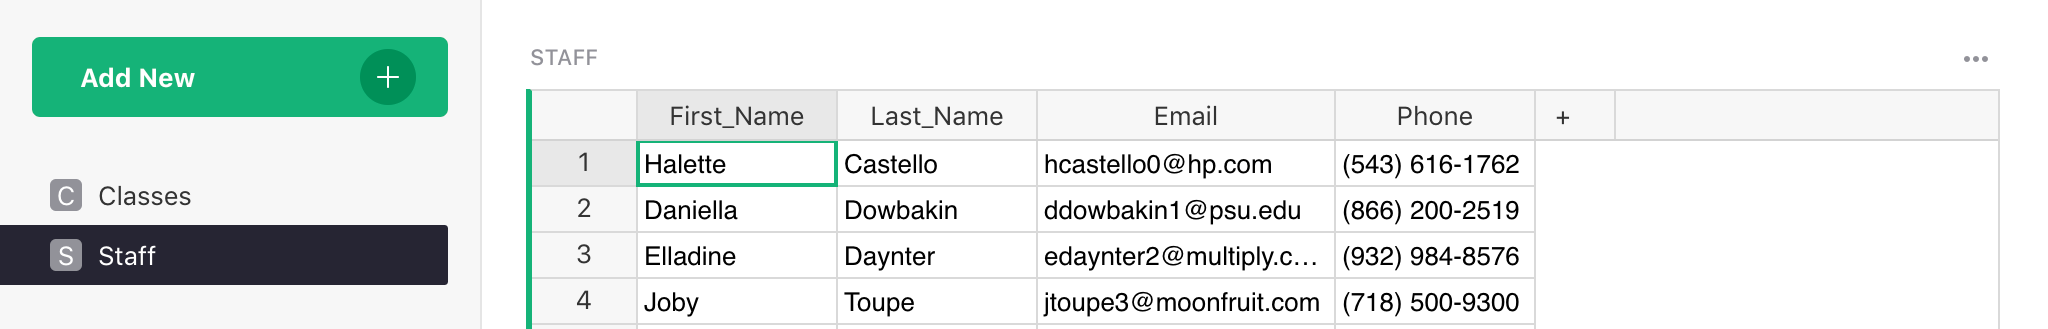 Add New +
C Classes
S Staff
STAFF
First_Name Last_Name Email Phone +
1 Halette Castello hcastello0@hp.com (543) 616-1762
2 Daniella Dowbakin ddowbakin1@psu.edu (866) 200-2519
3 Elladine Daynter edaynter2@multiply.c… (932) 984-8576
4 Joby Toupe jtoupe3@moonfruit.com (718) 500-9300